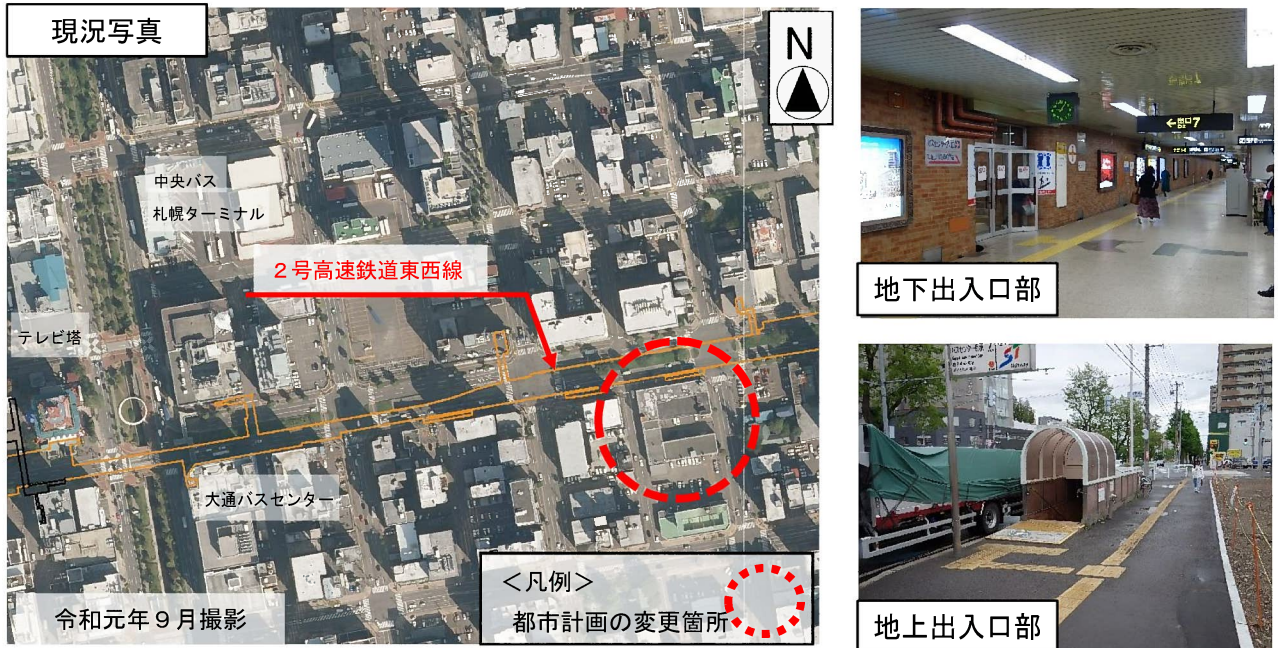 現況写真
N
中央バス
札幌ターミナル
２号高速鉄道東西線
テレビ塔
大通バスセンター
令和元年９月撮影
＜凡例＞
都市計画の変更箇所
←出口7
地下出入口部
地上出入口部